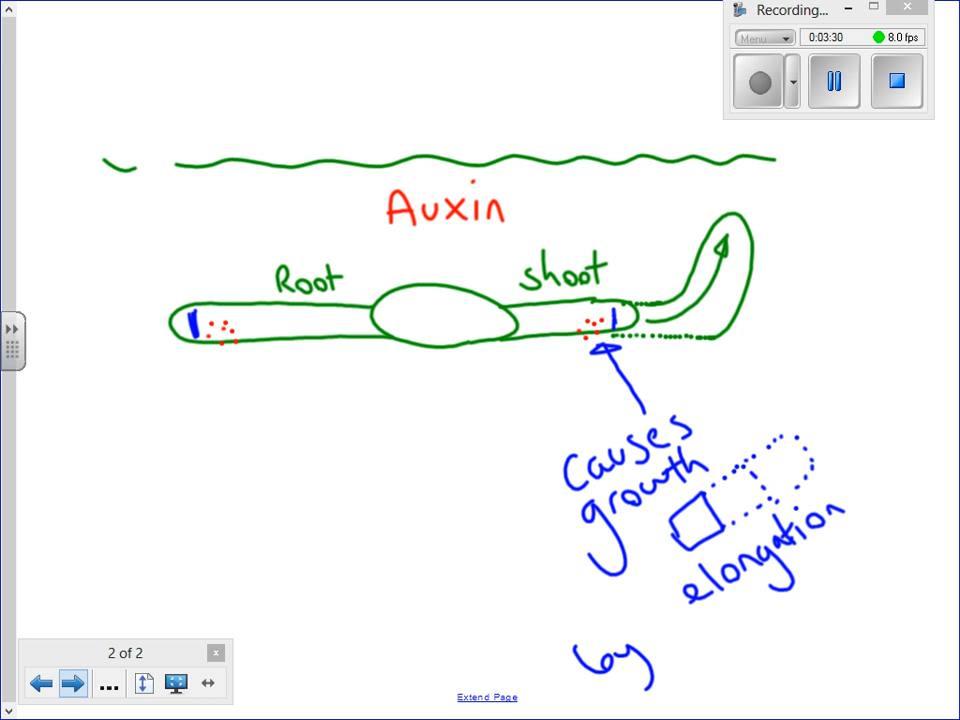 Recording...
Menu
0:03:30
8.0 fps
Auxin
Root
shoot
causes
growth
elongation
by
2 of 2
Extend Page